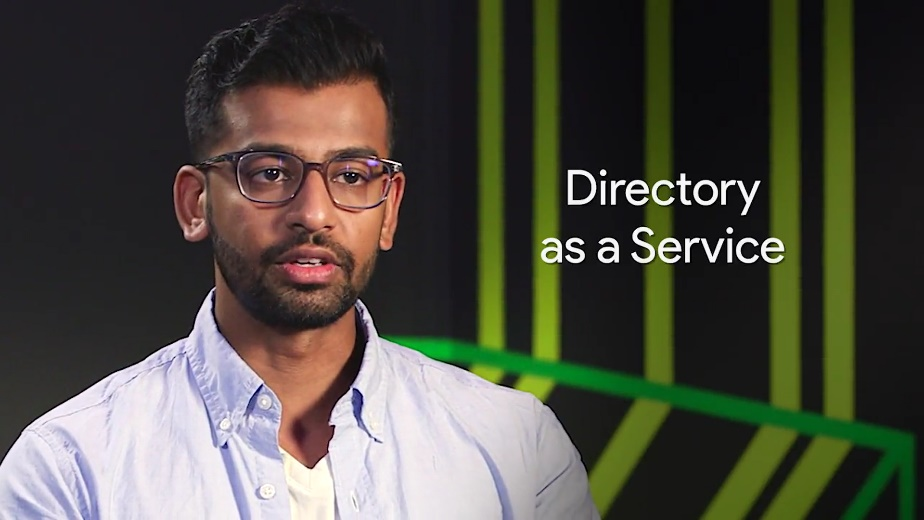 Directory
as a Service